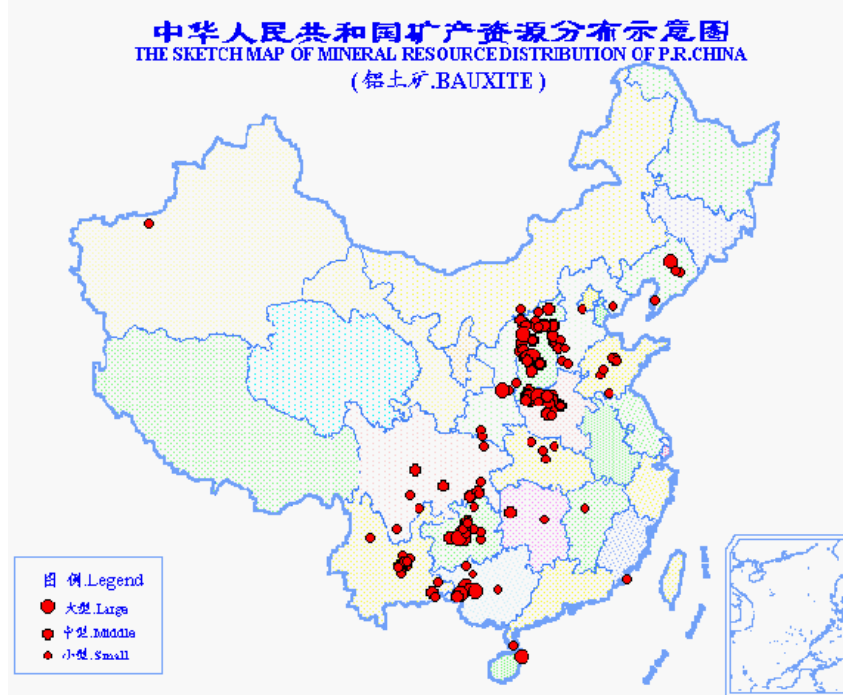 中华人民共和国矿产资源分布示意图
THE SKETCH MAP OF MINERAL RESOURCE DISTRIBUTION OF P.R.CHINA
(铝土矿.BAUXITE)
图 例.Legend
大型.Large
中型.Middle
小型.Small